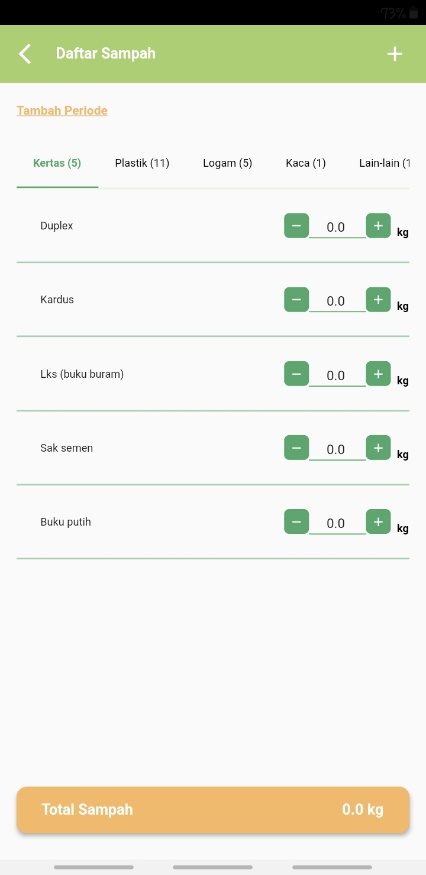 73%
Daftar Sampah
+
Tambah Periode
Kertas (5) Plastik (11) Logam (5) Kaca (1) Lain-lain (1
Duplex − 0.0 + kg
Kardus − 0.0 + kg
Lks (buku buram) − 0.0 + kg
Sak semen − 0.0 + kg
Buku putih − 0.0 + kg
Total Sampah 0.0 kg